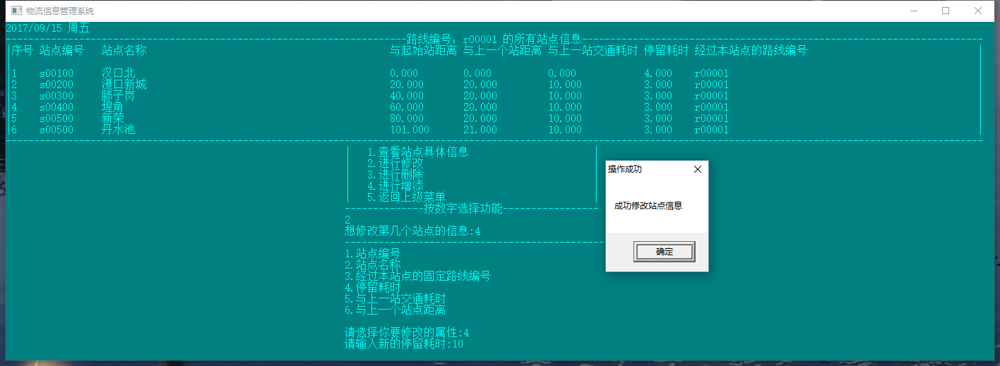 物流信息管理系统
2017/09/15 周五
路线编号: r00001 的所有站点信息
序号 站点编号 站点名称 与起始站距离 与上一个站距离 与上一站交通耗时 停留耗时 经过本站点的路线编号
1 s00100 汉口北 0.000 0.000 0.000 4.000 r00001
2 s00200 滠口新城 20.000 20.000 10.000 3.000 r00001
3 s00300 滕子岗 40.000 20.000 10.000 3.000 r00001
4 s00400 堤角 60.000 20.000 10.000 3.000 r00001
5 s00500 新荣 80.000 20.000 10.000 3.000 r00001
6 s00500 丹水池 101.000 21.000 10.000 3.000 r00001
1.查看站点具体信息
2.进行修改
3.进行删除
4.进行增添
5.返回上级菜单
按数字选择功能
2
想修改第几个站点的信息:4
1.站点编号
2.站点名称
3.经过本站点的固定路线编号
4.停留耗时
5.与上一站交通耗时
6.与上一个站点距离
请选择你要修改的属性:4
请输入新的停留耗时:10
操作成功
成功修改站点信息
确定